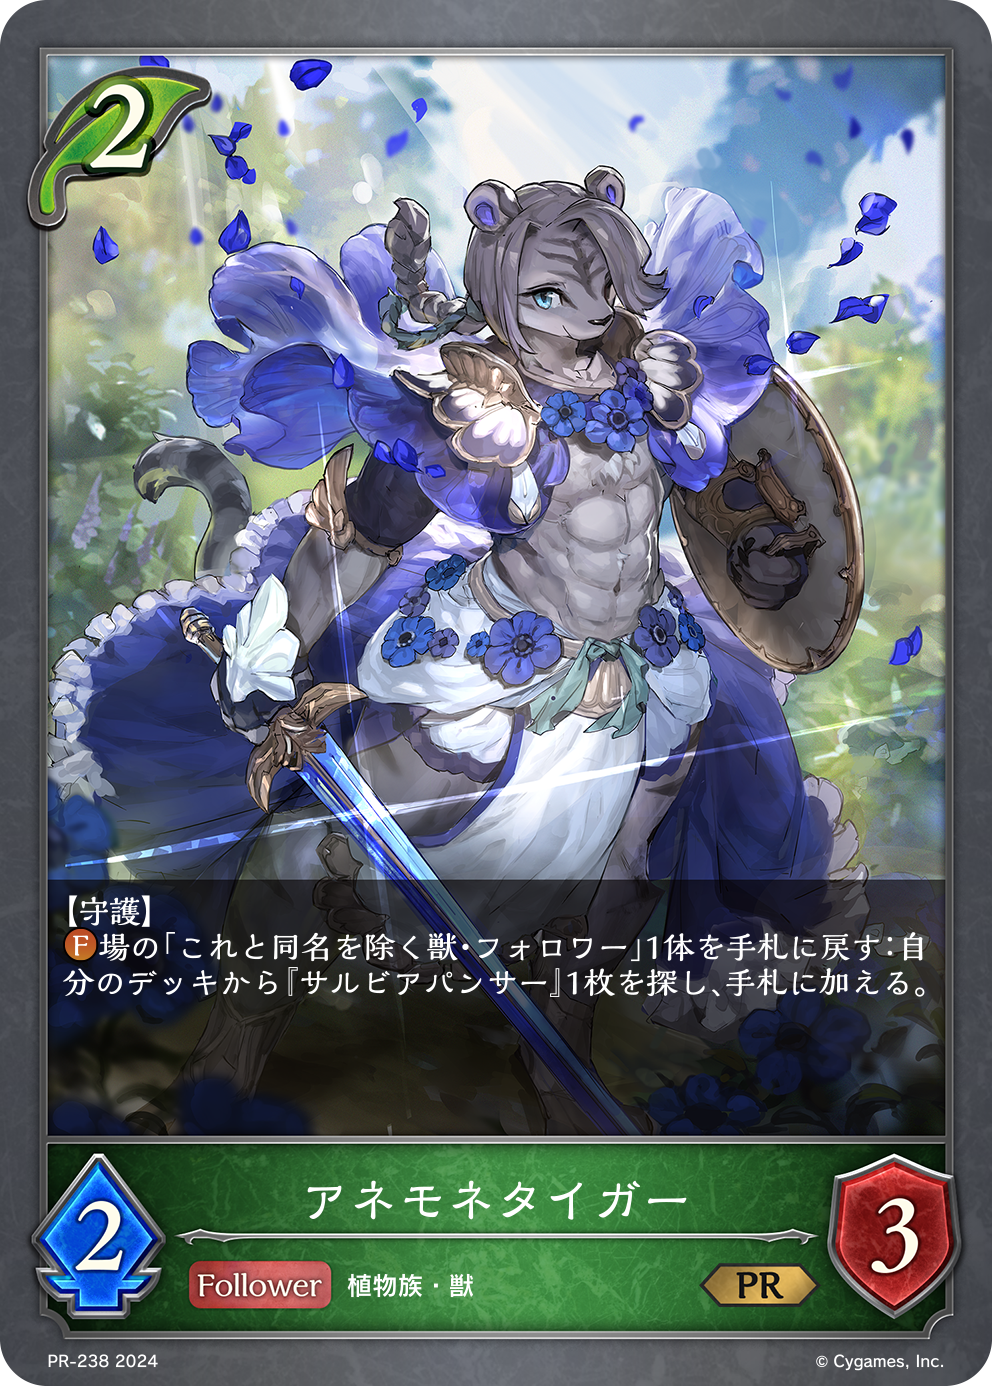 2
【守護】
F 場の「これと同名を除く獣・フォロワー」1体を手札に戻す：自
分のデッキから『サルビアパンサー』1枚を探し、手札に加える。
アネモネタイガー
2
3
Follower 植物族・獣
PR
PR-238 2024
© Cygames, Inc.